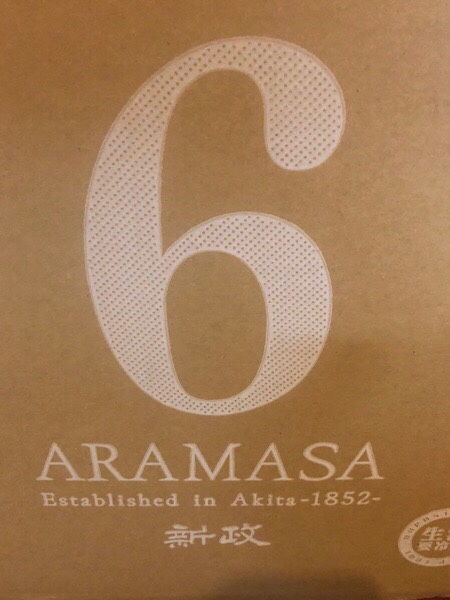 6
ARAMASA
Established in Akita-1852-
新政